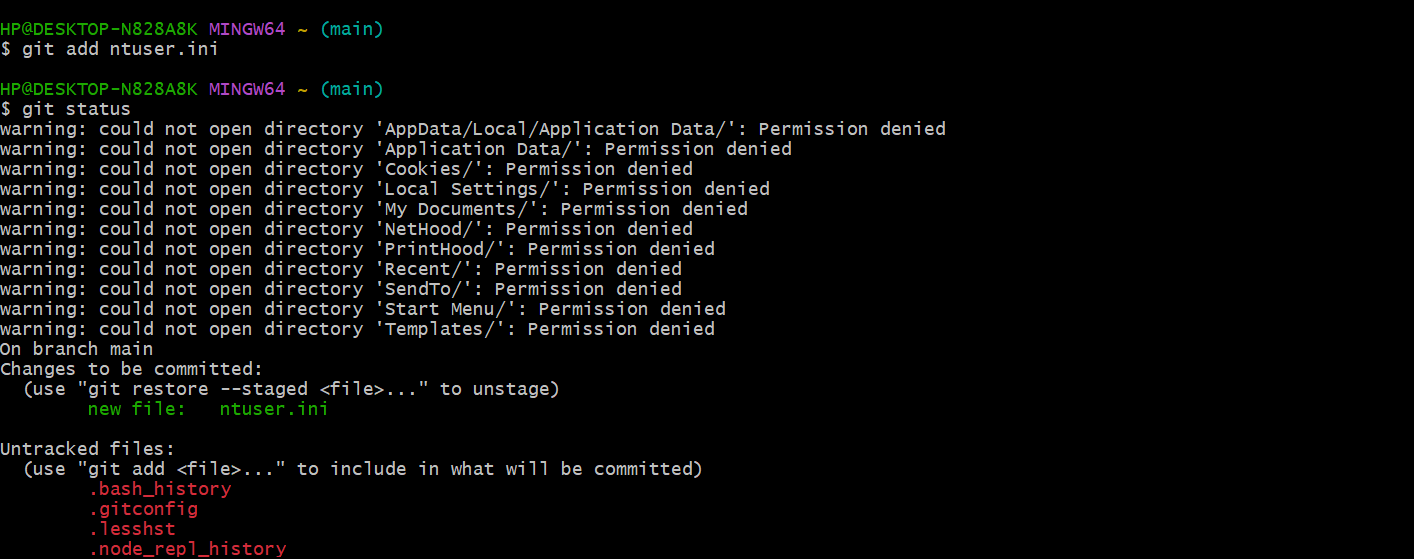 HP@DESKTOP-N828A8K MINGW64 ~ (main)
$ git add ntuser.ini
HP@DESKTOP-N828A8K MINGW64 ~ (main)
$ git status
warning: could not open directory 'AppData/Local/Application Data/': Permission denied
warning: could not open directory 'Application Data/': Permission denied
warning: could not open directory 'Cookies/': Permission denied
warning: could not open directory 'Local Settings/': Permission denied
warning: could not open directory 'My Documents/': Permission denied
warning: could not open directory 'NetHood/': Permission denied
warning: could not open directory 'PrintHood/': Permission denied
warning: could not open directory 'Recent/': Permission denied
warning: could not open directory 'SendTo/': Permission denied
warning: could not open directory 'Start Menu/': Permission denied
warning: could not open directory 'Templates/': Permission denied
On branch main
Changes to be committed:
  (use "git restore --staged <file>..." to unstage)
        new file:   ntuser.ini
Untracked files:
  (use "git add <file>..." to include in what will be committed)
        .bash_history
        .gitconfig
        .lesshst
        .node_repl_history